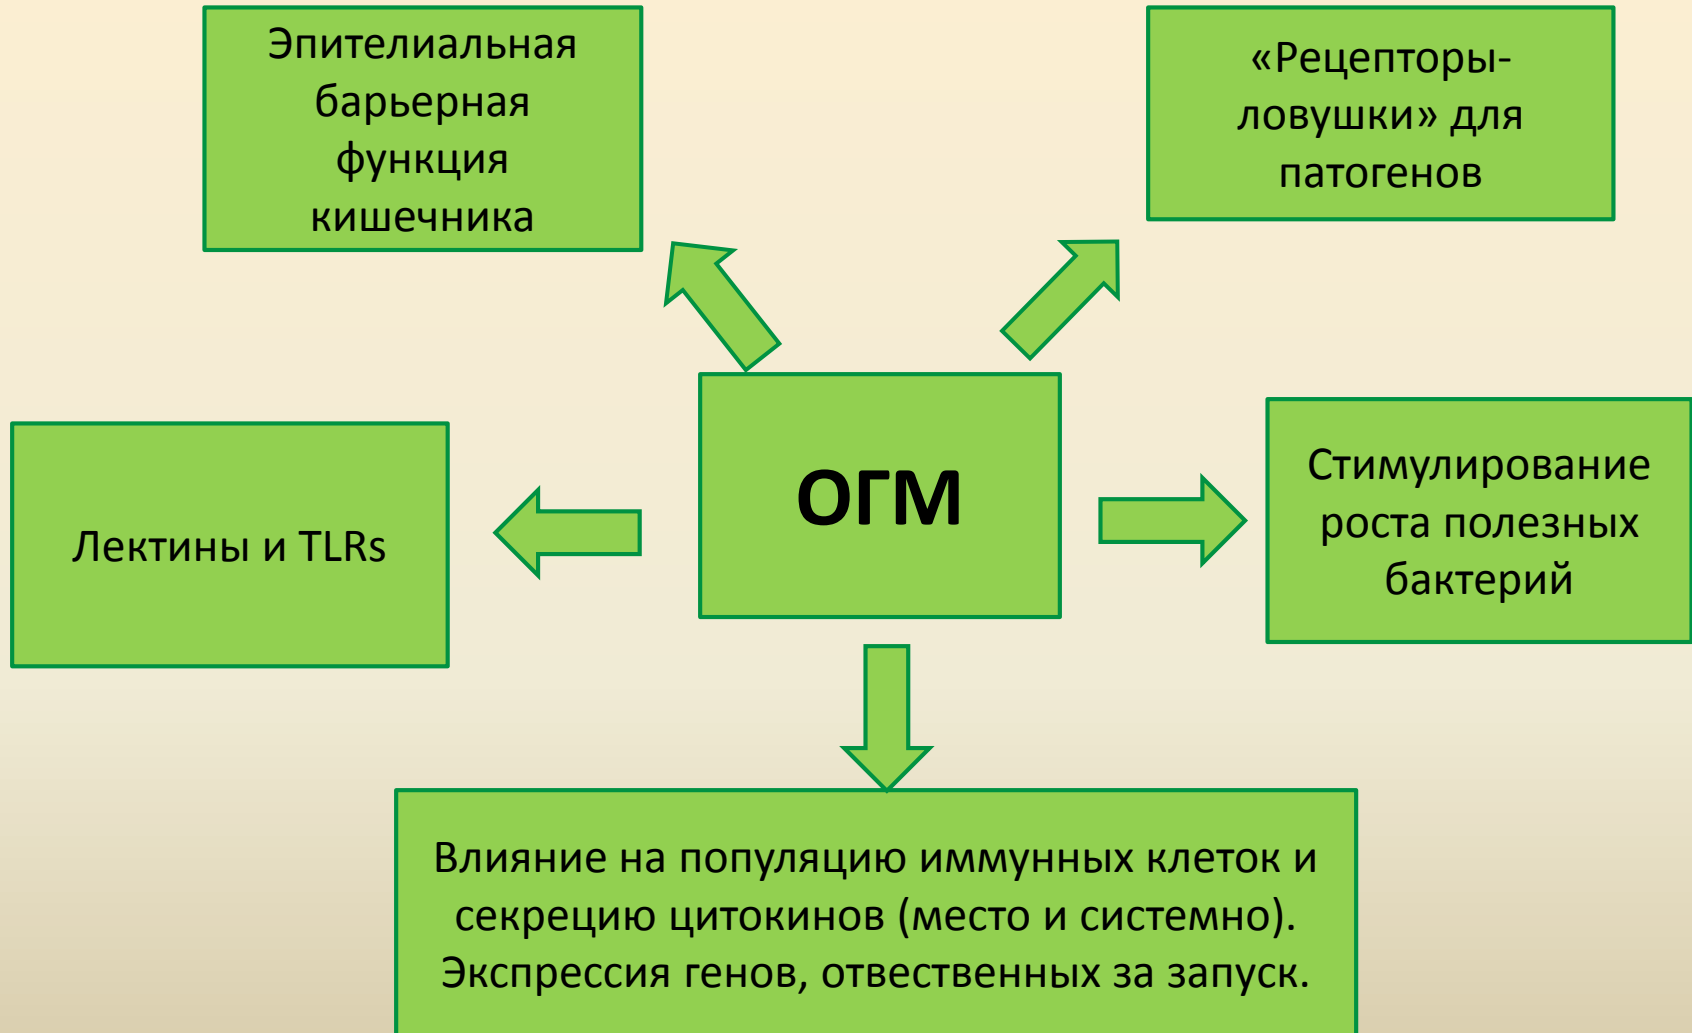 Эпителиальная
барьерная
функция
кишечника
«Рецепторы-
ловушки» для
патогенов
Лектины и TLRs
ОГМ
Стимулирование
роста полезных
бактерий
Влияние на популяцию иммунных клеток и
секрецию цитокинов (место и системно).
Экспрессия генов, отвественных за запуск.